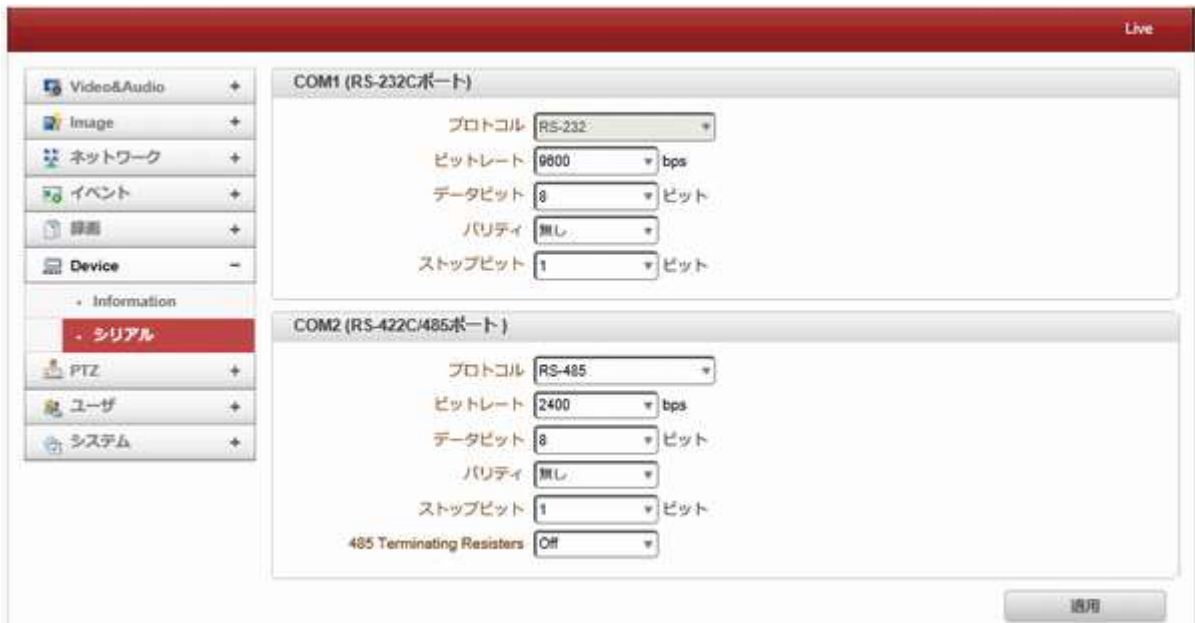 Live
Video&Audio +
Image +
ネットワーク +
イベント +
録画 +
Device −
・ Information
・ シリアル
PTZ +
ユーザ +
システム +
COM1 (RS-232Cポート)
プロトコル RS-232
ビットレート 9600 bps
データビット 8 ビット
パリティ 無し
ストップビット 1 ビット
COM2 (RS-422C/485ポート )
プロトコル RS-485
ビットレート 2400 bps
データビット 8 ビット
パリティ 無し
ストップビット 1 ビット
485 Terminating Resisters Off
適用